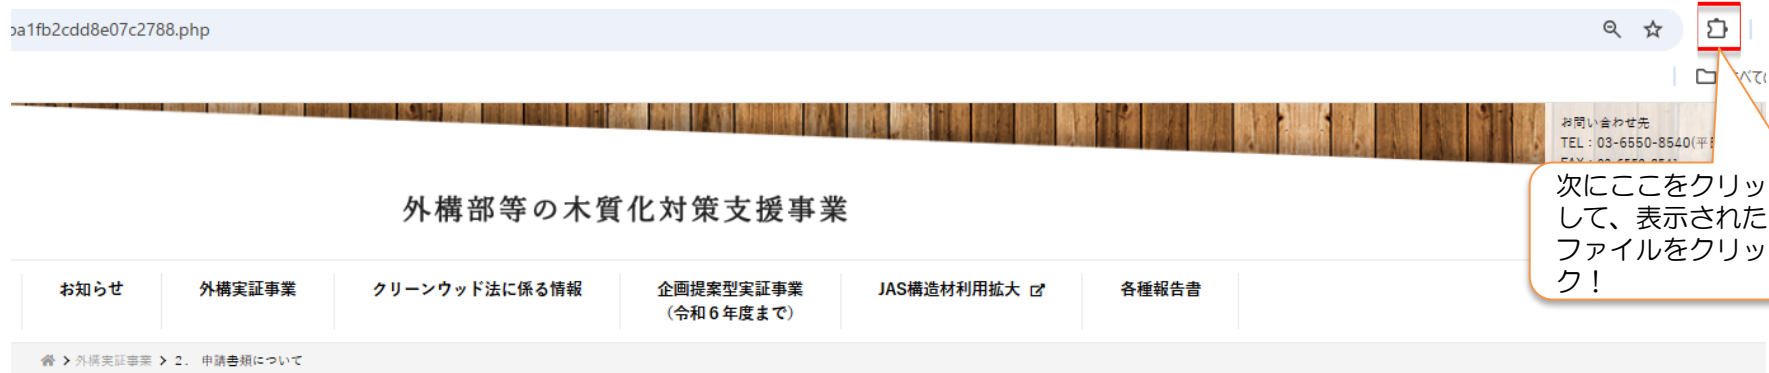 pa1fb2cdd8e07c2788.php
べての
お問い合わせ先
TEL：03-6550-8540(平
次にここをクリッ
して、表示された
ファイルをクリッ
ク！
外構部等の木質化対策支援事業
お知らせ
外構実証事業
クリーンウッド法に係る情報
企画提案型実証事業
（令和６年度まで）
JAS構造材利用拡大
各種報告書
外構実証事業 > 2. 申請書類について